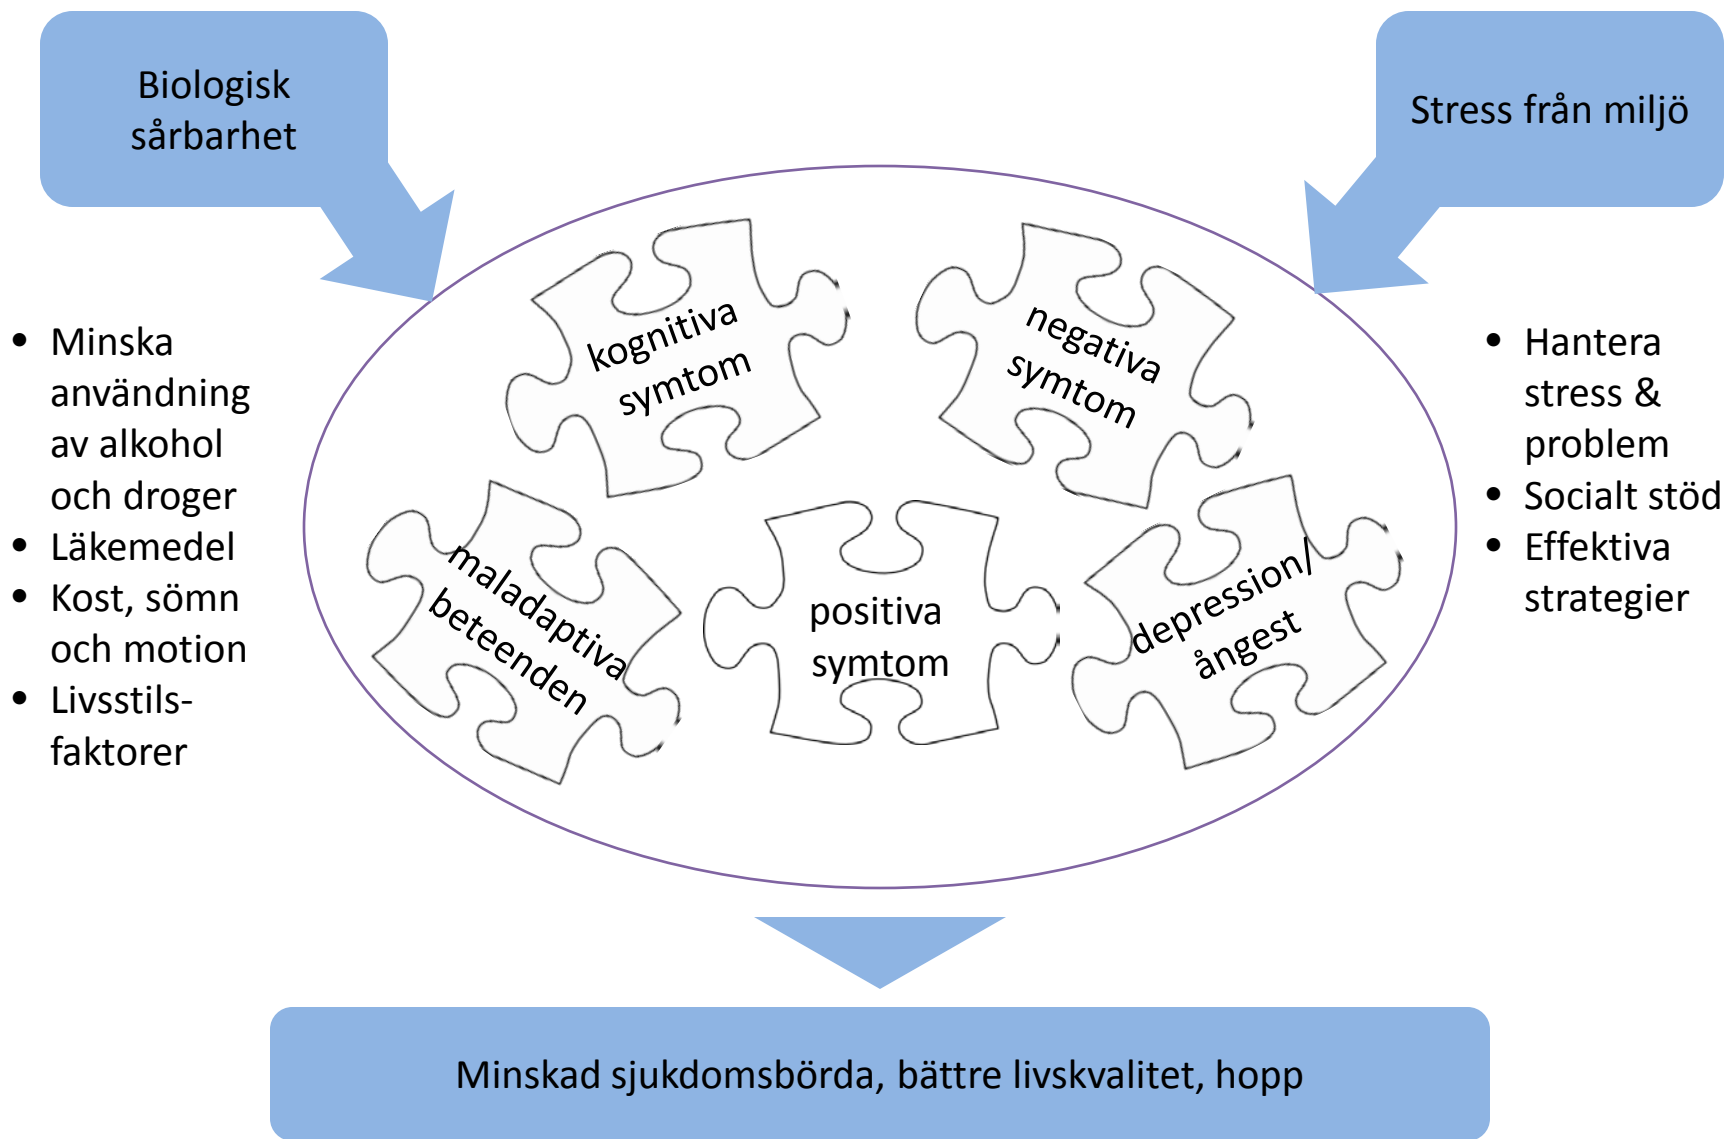 Biologisk
sårbarhet
Stress från miljö
• Minska
användning
av alkohol
och droger
• Läkemedel
• Kost, sömn
och motion
• Livsstils-
faktorer
kognitiva
symtom
negativa
symtom
maladaptiva
beteenden
positiva
symtom
depression/
ångest
• Hantera
stress &
problem
• Socialt stöd
• Effektiva
strategier
Minskad sjukdomsbörda, bättre livskvalitet, hopp